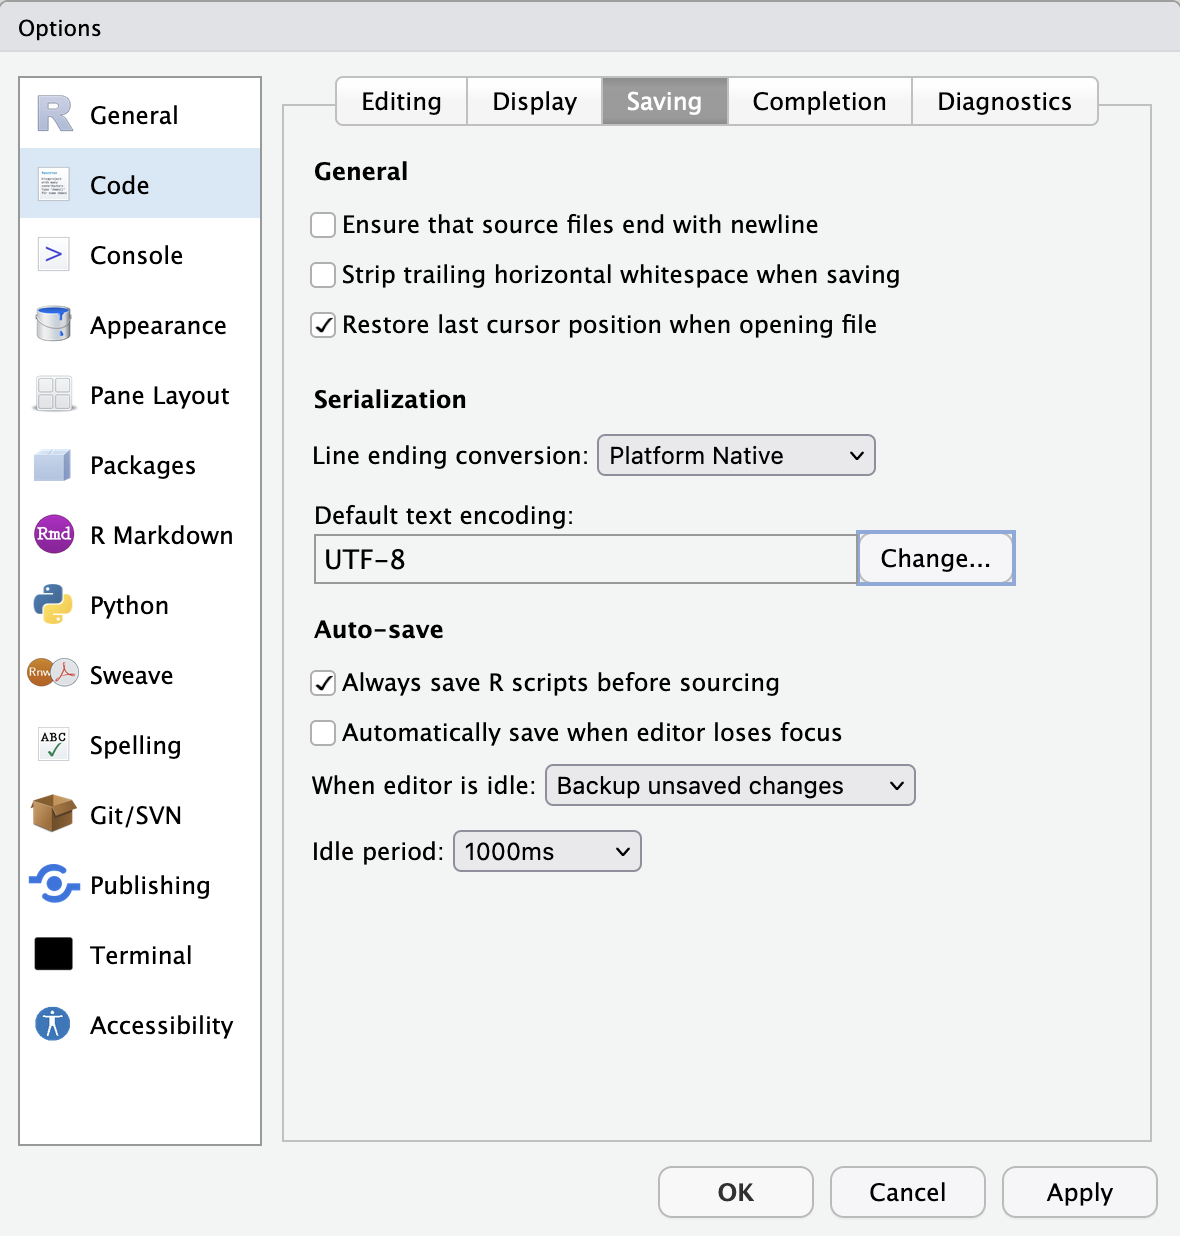 Options
General
Code
Console
Appearance
Pane Layout
Packages
Rmd
R Markdown
Python
Rnw
Sweave
ABC
Spelling
Git/SVN
Publishing
Terminal
Accessibility
Editing
Display
Saving
Completion
Diagnostics
General
Ensure that source files end with newline
Strip trailing horizontal whitespace when saving
Restore last cursor position when opening file
Serialization
Line ending conversion: Platform Native
Default text encoding:
UTF-8
Change...
Auto-save
Always save R scripts before sourcing
Automatically save when editor loses focus
When editor is idle: Backup unsaved changes
Idle period: 1000ms
OK
Cancel
Apply